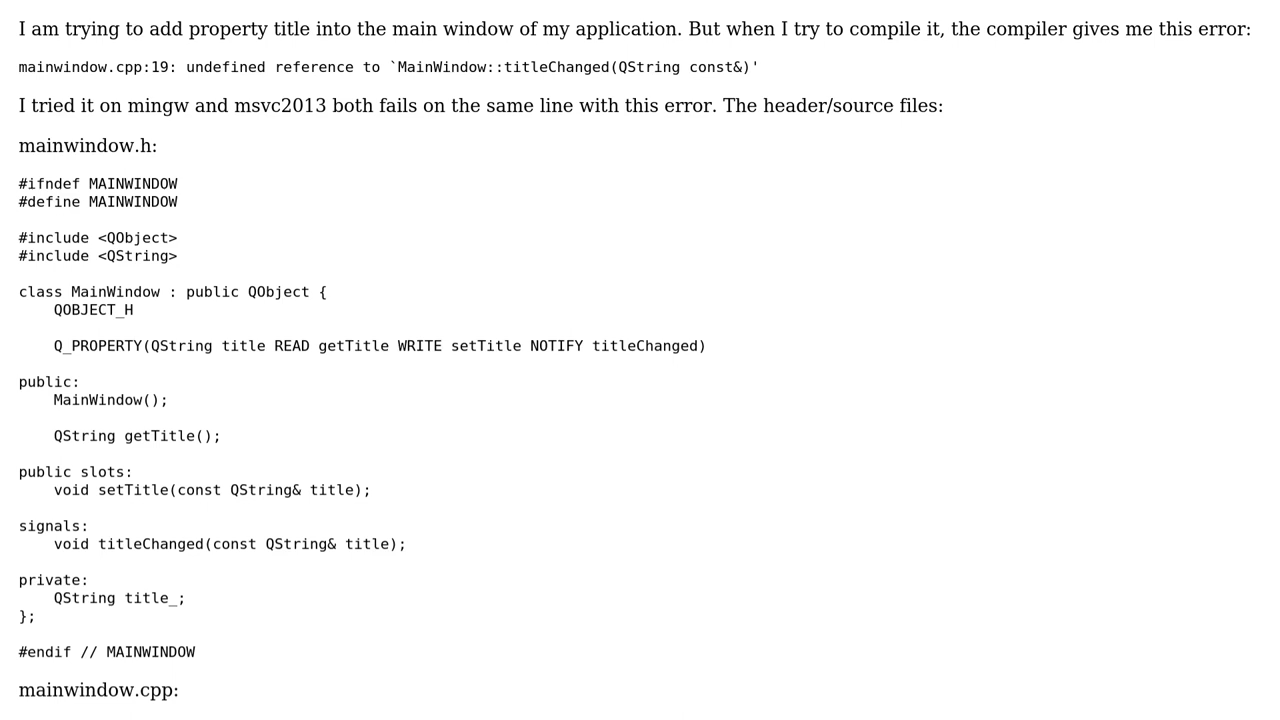 I am trying to add property title into the main window of my application. But when I try to compile it, the compiler gives me this error:
mainwindow.cpp:19: undefined reference to `MainWindow::titleChanged(QString const&)'
I tried it on mingw and msvc2013 both fails on the same line with this error. The header/source files:
mainwindow.h:
#ifndef MAINWINDOW
#define MAINWINDOW
#include <QObject>
#include <QString>
class MainWindow : public QObject {
    QOBJECT_H
    Q_PROPERTY(QString title READ getTitle WRITE setTitle NOTIFY titleChanged)
public:
    MainWindow();
    QString getTitle();
public slots:
    void setTitle(const QString& title);
signals:
    void titleChanged(const QString& title);
private:
    QString title_;
};
#endif // MAINWINDOW
mainwindow.cpp: